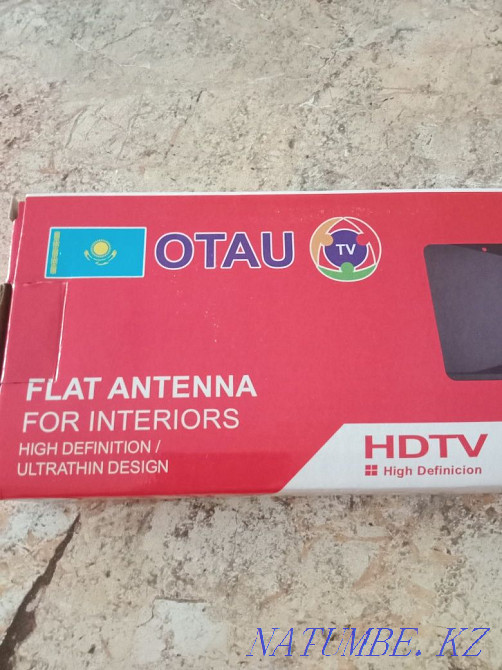 OTAU
TV
FLAT ANTENNA
FOR INTERIORS
HIGH DEFINITION /
ULTRATHIN DESIGN
HDTV
High Definicion
NATUMBE. KZ